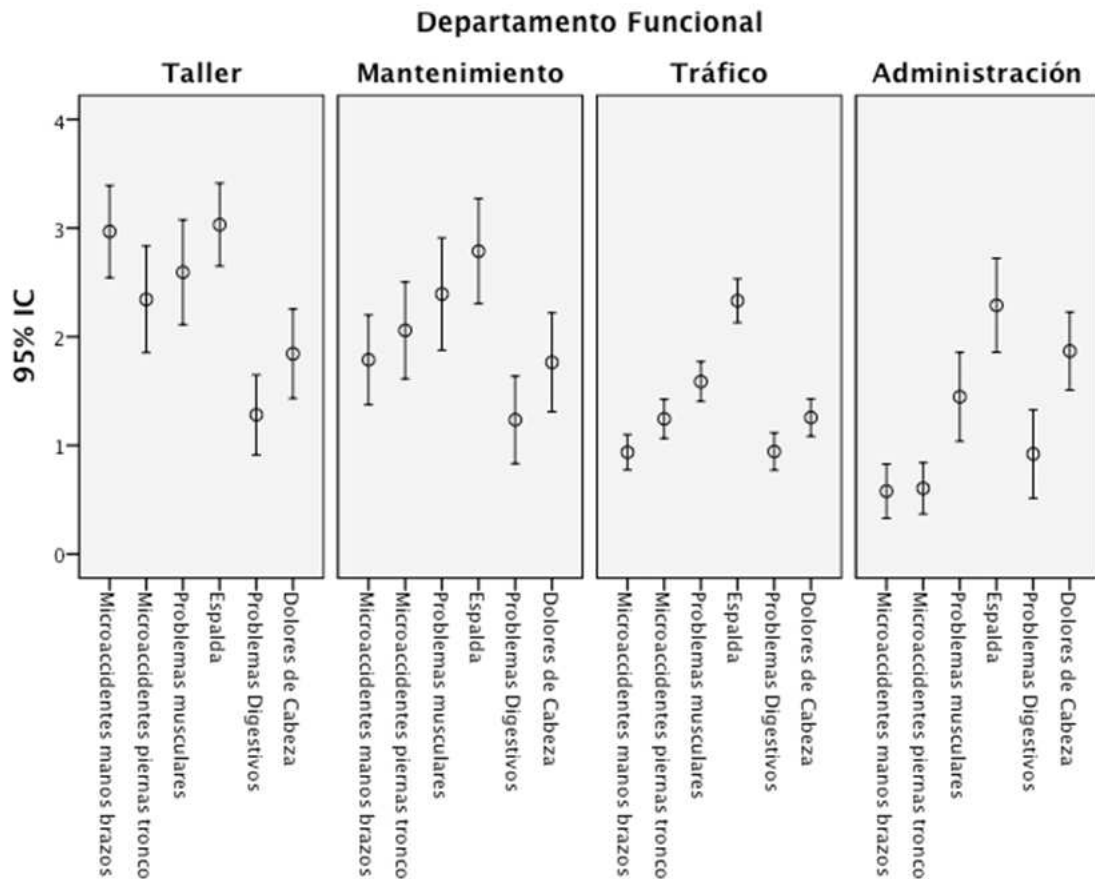 Departamento Funcional
Taller
Mantenimiento
Tráfico
Administración
95% IC
4
3
2
1
0
Microaccidentes manos brazos
Microaccidentes piernas tronco
Problemas musculares
Espalda
Problemas Digestivos
Dolores de Cabeza
Microaccidentes manos brazos
Microaccidentes piernas tronco
Problemas musculares
Espalda
Problemas Digestivos
Dolores de Cabeza
Microaccidentes manos brazos
Microaccidentes piernas tronco
Problemas musculares
Espalda
Problemas Digestivos
Dolores de Cabeza
Microaccidentes manos brazos
Microaccidentes piernas tronco
Problemas musculares
Espalda
Problemas Digestivos
Dolores de Cabeza